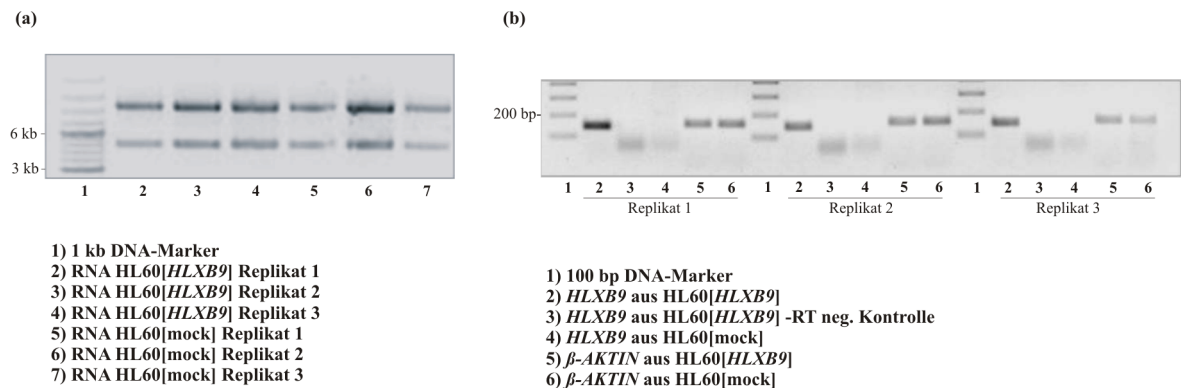 (a)
6 kb
3 kb
1 2 3 4 5 6 7
1) 1 kb DNA-Marker
2) RNA HL60[HLXB9] Replikat 1
3) RNA HL60[HLXB9] Replikat 2
4) RNA HL60[HLXB9] Replikat 3
5) RNA HL60[mock] Replikat 1
6) RNA HL60[mock] Replikat 2
7) RNA HL60[mock] Replikat 3
(b)
200 bp
1 2 3 4 5 6 1 2 3 4 5 6 1 2 3 4 5 6
Replikat 1 Replikat 2 Replikat 3
1) 100 bp DNA-Marker
2) HLXB9 aus HL60[HLXB9]
3) HLXB9 aus HL60[HLXB9] -RT neg. Kontrolle
4) HLXB9 aus HL60[mock]
5) β-AKTIN aus HL60[HLXB9]
6) β-AKTIN aus HL60[mock]